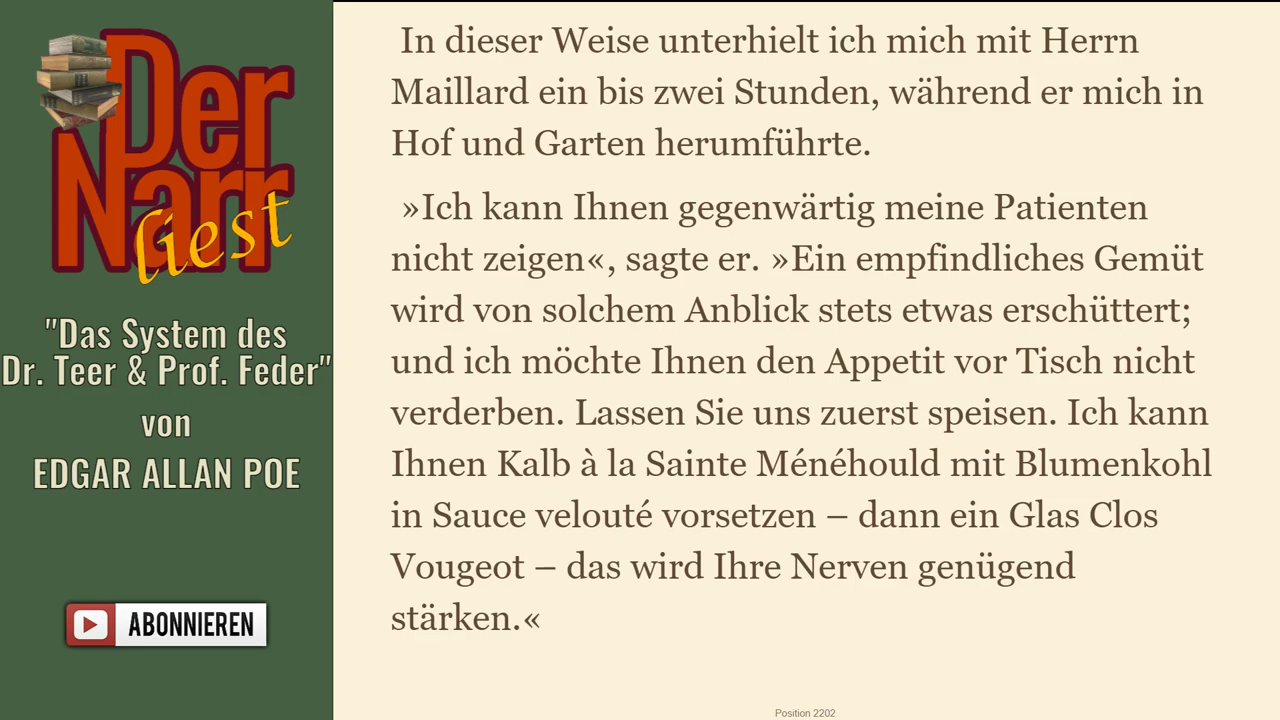 Der
Narr
liest
"Das System des
Dr. Teer & Prof. Feder"
von
EDGAR ALLAN POE
ABONNIEREN
In dieser Weise unterhielt ich mich mit Herrn
Maillard ein bis zwei Stunden, während er mich in
Hof und Garten herumführte.
»Ich kann Ihnen gegenwärtig meine Patienten
nicht zeigen«, sagte er. »Ein empfindliches Gemüt
wird von solchem Anblick stets etwas erschüttert;
und ich möchte Ihnen den Appetit vor Tisch nicht
verderben. Lassen Sie uns zuerst speisen. Ich kann
Ihnen Kalb à la Sainte Ménéhould mit Blumenkohl
in Sauce velouté vorsetzen – dann ein Glas Clos
Vougeot – das wird Ihre Nerven genügend
stärken.«
Position 2202